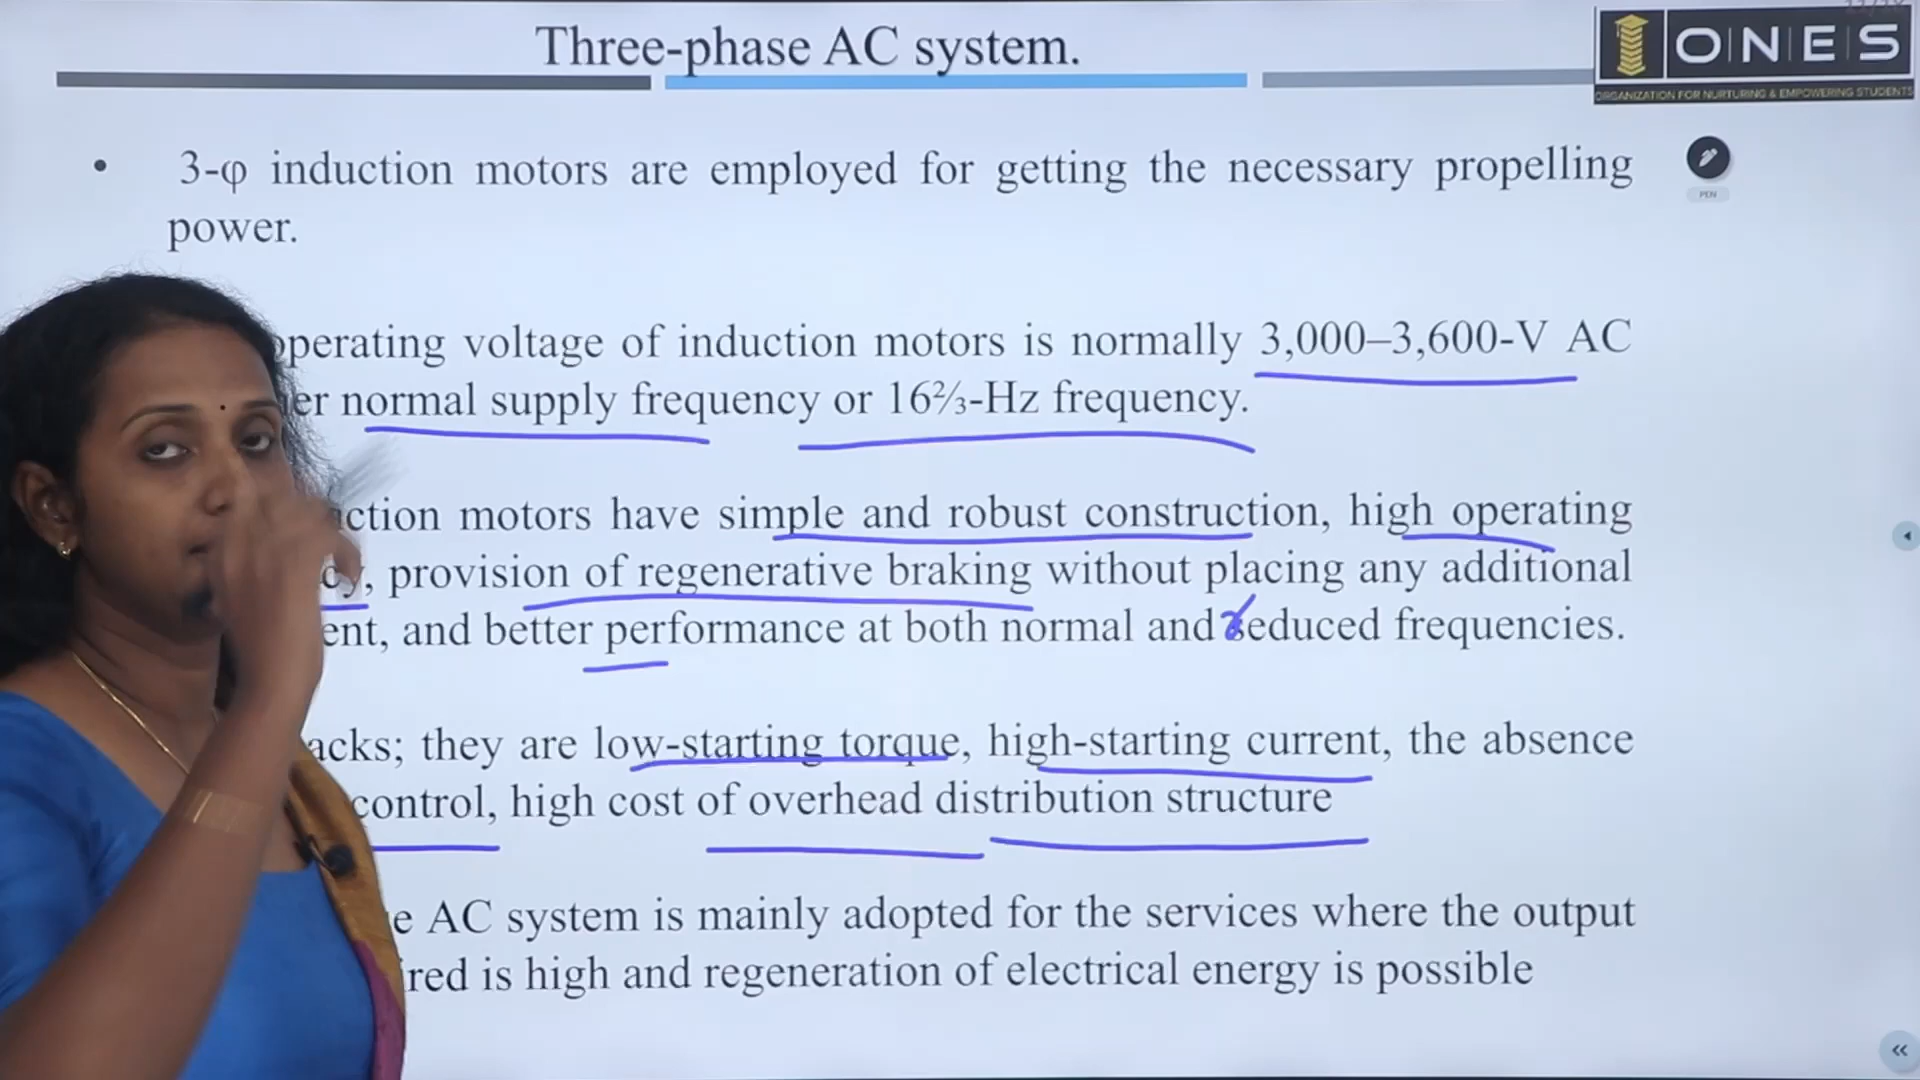 Three-phase AC system.
O|N|E|S
ORGANIZATION FOR NURTURING & EMPOWERING STUDENTS
• 3-φ induction motors are employed for getting the necessary propelling
power.
PEN
operating voltage of induction motors is normally 3,000–3,600-V AC
er normal supply frequency or 16⅔-Hz frequency.
ction motors have simple and robust construction, high operating
cy, provision of regenerative braking without placing any additional
ent, and better performance at both normal and reduced frequencies.
acks; they are low-starting torque, high-starting current, the absence
control, high cost of overhead distribution structure
e AC system is mainly adopted for the services where the output
ired is high and regeneration of electrical energy is possible